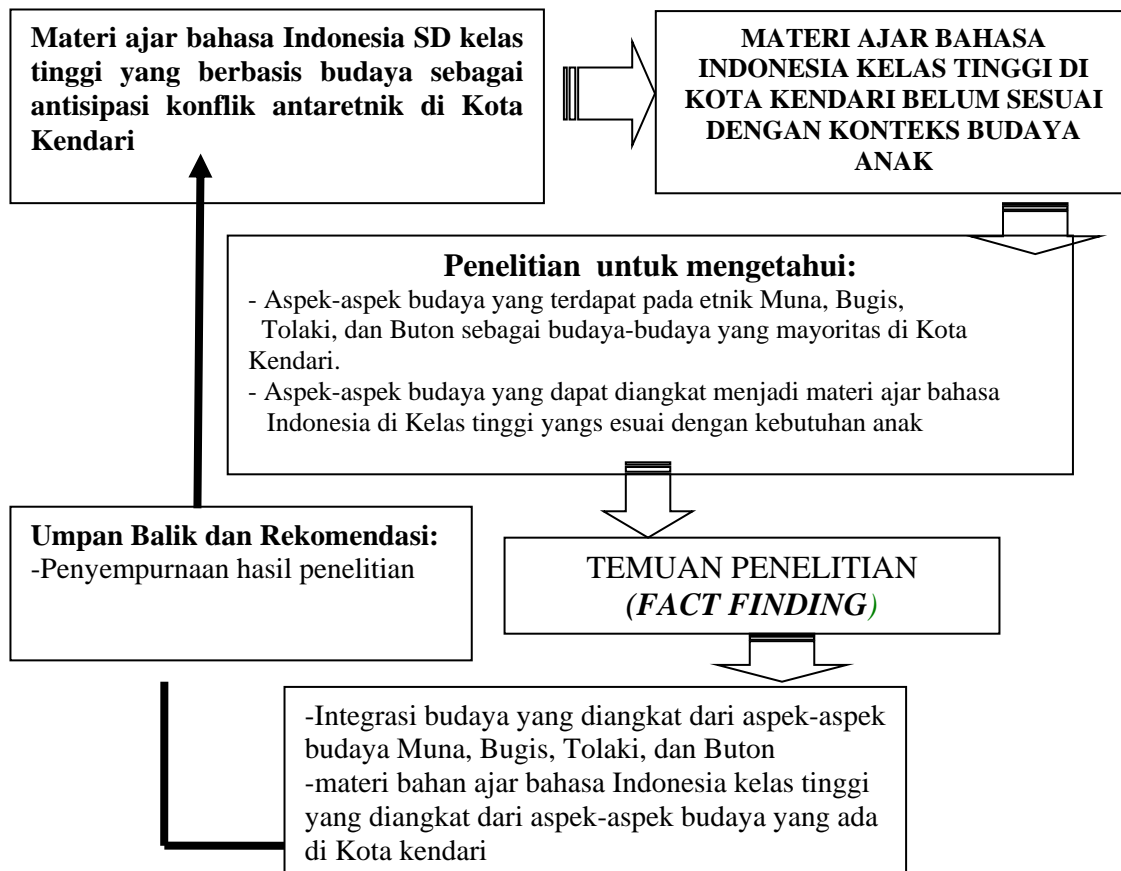 Materi ajar bahasa Indonesia SD kelas
tinggi yang berbasis budaya sebagai
antisipasi konflik antaretnik di Kota
Kendari
MATERI AJAR BAHASA
INDONESIA KELAS TINGGI DI
KOTA KENDARI BELUM SESUAI
DENGAN KONTEKS BUDAYA
ANAK
Penelitian untuk mengetahui:
- Aspek-aspek budaya yang terdapat pada etnik Muna, Bugis,
Tolaki, dan Buton sebagai budaya-budaya yang mayoritas di Kota
Kendari.
- Aspek-aspek budaya yang dapat diangkat menjadi materi ajar bahasa
Indonesia di Kelas tinggi yangs esuai dengan kebutuhan anak
Umpan Balik dan Rekomendasi:
-Penyempurnaan hasil penelitian
TEMUAN PENELITIAN
(FACT FINDING)
-Integrasi budaya yang diangkat dari aspek-aspek
budaya Muna, Bugis, Tolaki, dan Buton
-materi bahan ajar bahasa Indonesia kelas tinggi
yang diangkat dari aspek-aspek budaya yang ada
di Kota kendari